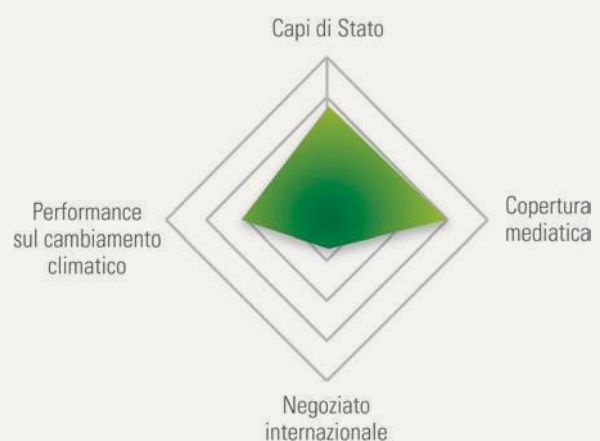 Capi di Stato
Performance
sul cambiamento
climatico
Copertura
mediatica
Negoziato
internazionale